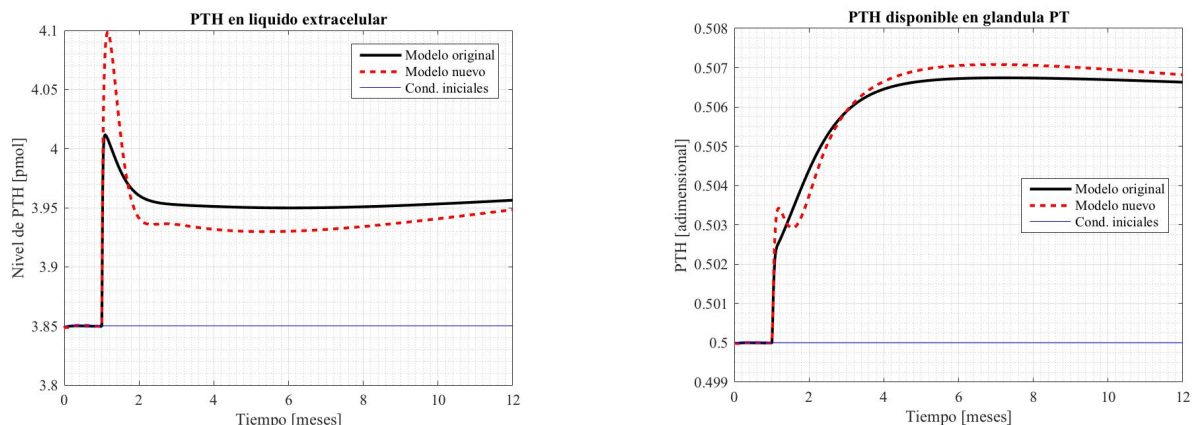 PTH en liquido extracelular
4.1
4.05
4
3.95
3.9
3.85
3.8
Nivel de PTH [pmol]
Modelo original
Modelo nuevo
Cond. iniciales
0 2 4 6 8 10 12
Tiempo [meses]
PTH disponible en glandula PT
0.508
0.507
0.506
0.505
0.504
0.503
0.502
0.501
0.5
0.499
PTH [adimensional]
Modelo original
Modelo nuevo
Cond. iniciales
0 2 4 6 8 10 12
Tiempo [meses]